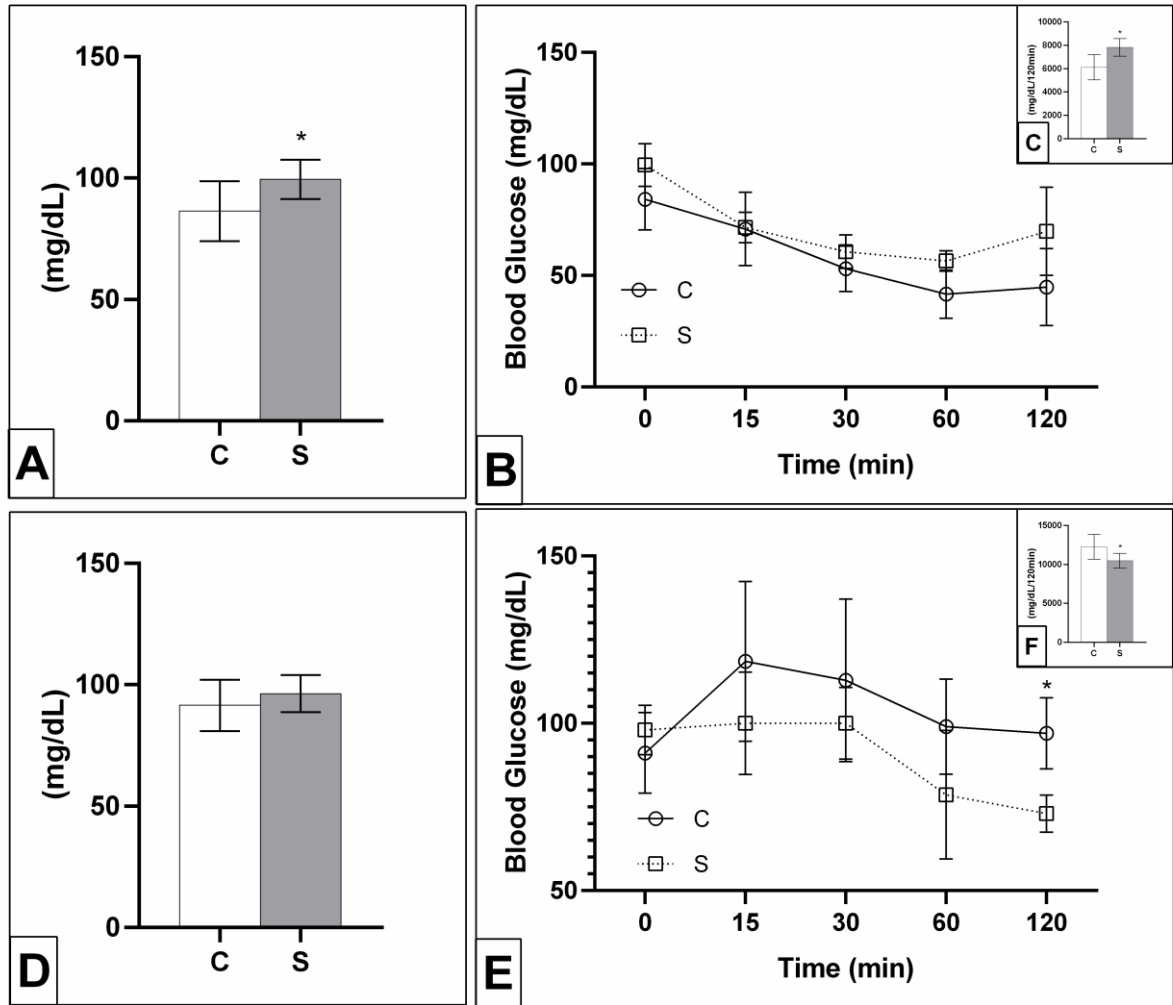 150
100
50
0
(mg/dL)
*
C S
A
150
100
50
0
Blood Glucose (mg/dL)
C
S
0 15 30 60 120
Time (min)
B
10000
8000
6000
4000
2000
0
(mg/dL/120min)
*
C S
C
150
100
50
0
(mg/dL)
C S
D
150
100
50
Blood Glucose (mg/dL)
*
C
S
0 15 30 60 120
Time (min)
E
15000
10000
5000
0
(mg/dL/120min)
*
C S
F